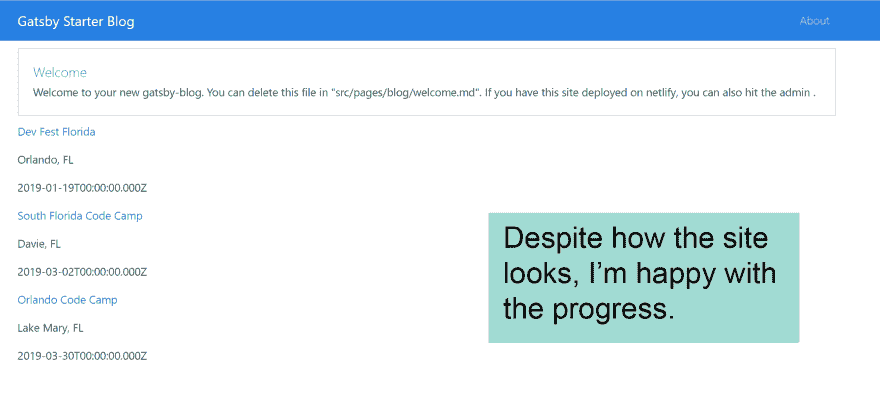 Gatsby Starter Blog
About
Welcome
Welcome to your new gatsby-blog. You can delete this file in "src/pages/blog/welcome.md". If you have this site deployed on netlify, you can also hit the admin .
Dev Fest Florida
Orlando, FL
2019-01-19T00:00:00.000Z
South Florida Code Camp
Davie, FL
2019-03-02T00:00:00.000Z
Orlando Code Camp
Lake Mary, FL
2019-03-30T00:00:00.000Z
Despite how the site
looks, I’m happy with
the progress.